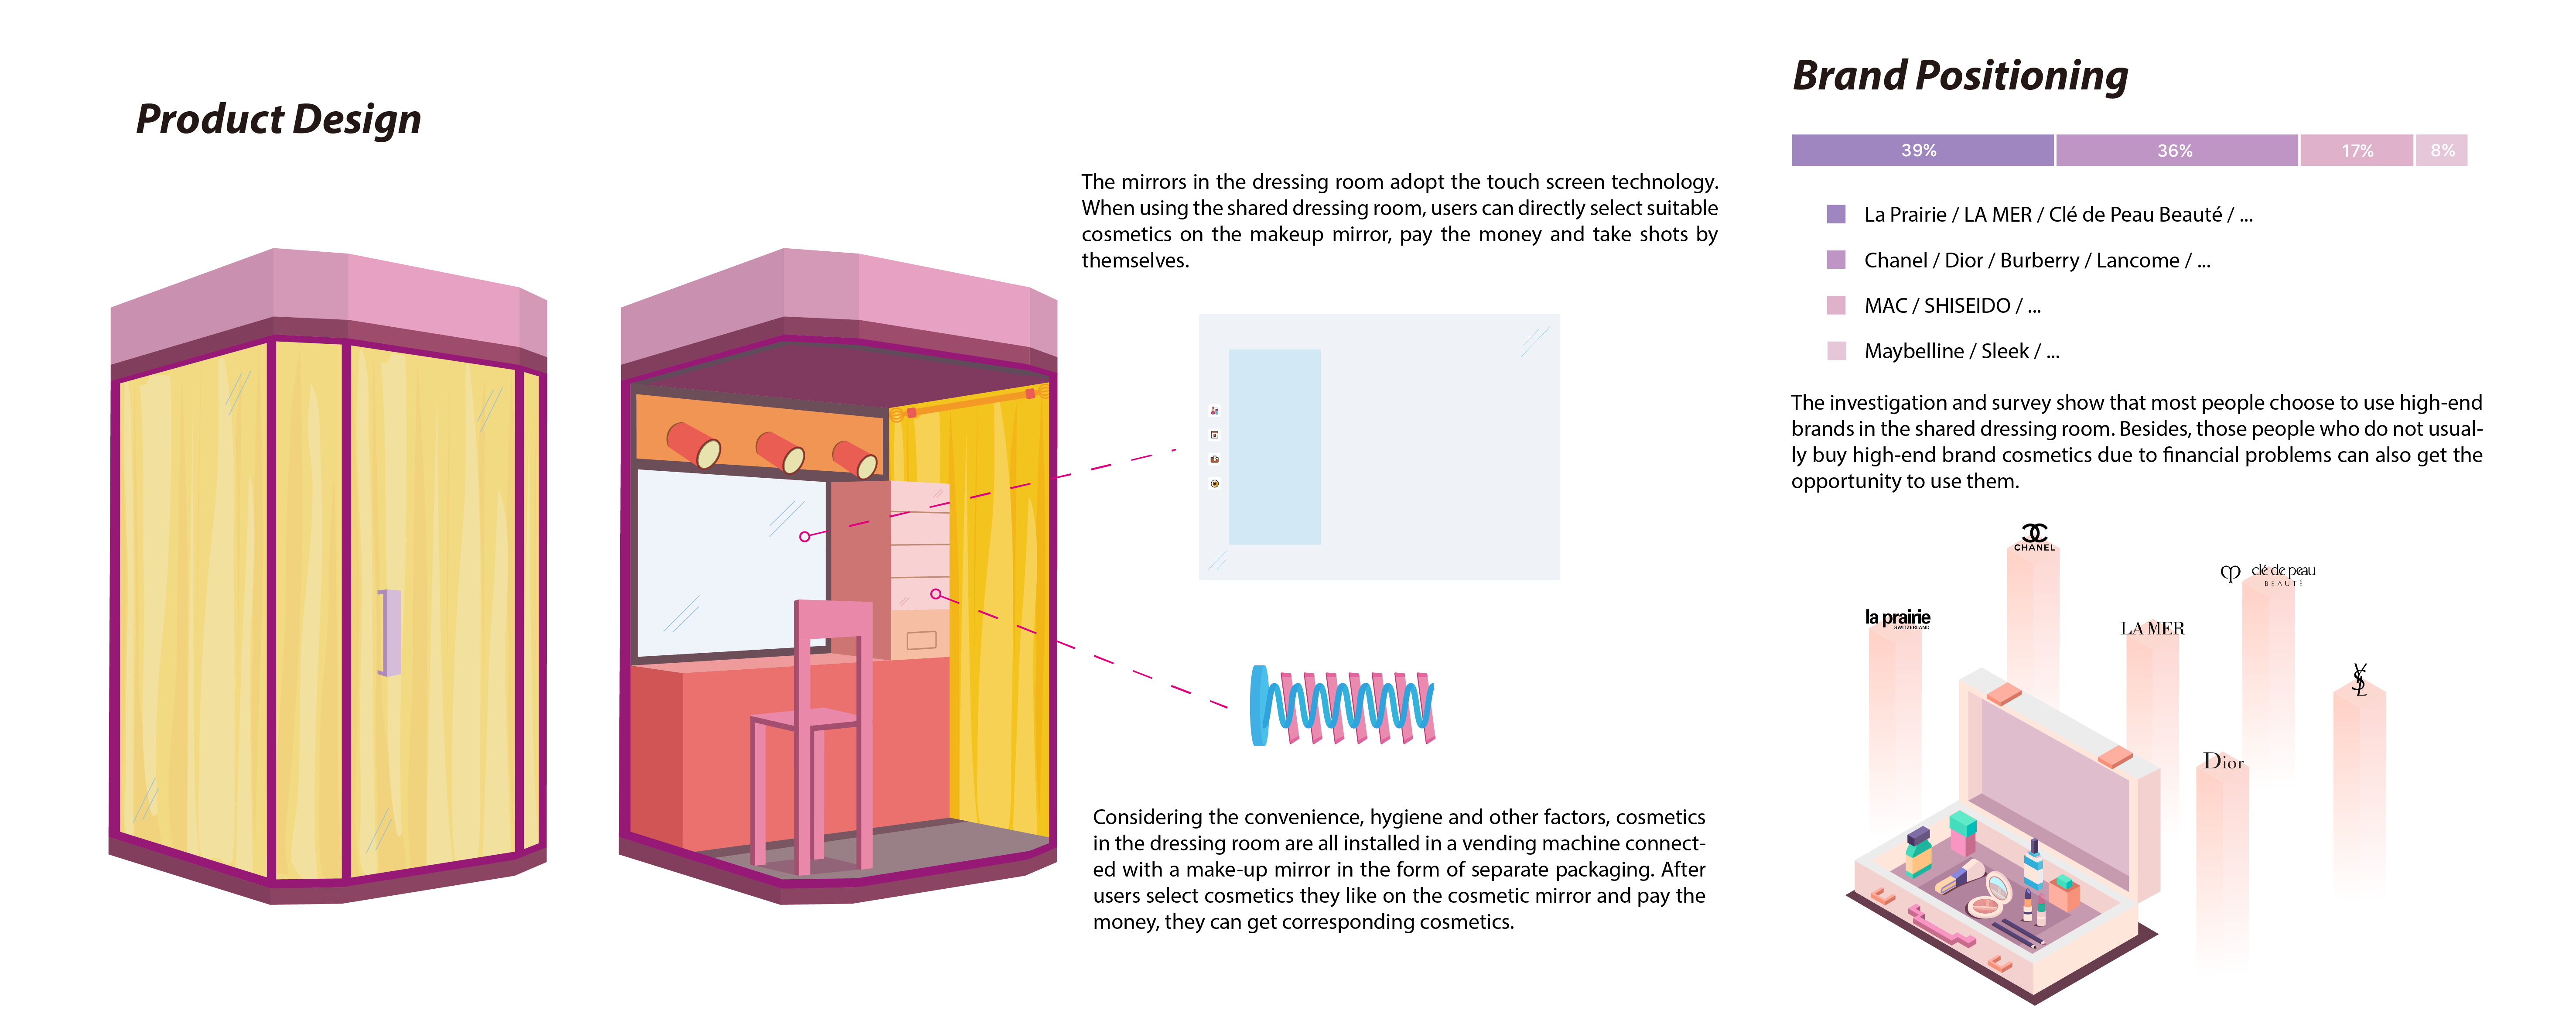 Product Design
The mirrors in the dressing room adopt the touch screen technology.
When using the shared dressing room, users can directly select suitable
cosmetics on the makeup mirror, pay the money and take shots by
themselves.
Considering the convenience, hygiene and other factors, cosmetics
in the dressing room are all installed in a vending machine connect-
ed with a make-up mirror in the form of separate packaging. After
users select cosmetics they like on the cosmetic mirror and pay the
money, they can get corresponding cosmetics.
Brand Positioning
39% 36% 17% 8%
La Prairie / LA MER / Clé de Peau Beauté / ...
Chanel / Dior / Burberry / Lancome / ...
MAC / SHISEIDO / ...
Maybelline / Sleek / ...
The investigation and survey show that most people choose to use high-end
brands in the shared dressing room. Besides, those people who do not usual-
ly buy high-end brand cosmetics due to financial problems can also get the
opportunity to use them.
CHANEL
clé de peau
BEAUTÉ
la prairie
SWITZERLAND
LA MER
YSL
Dior